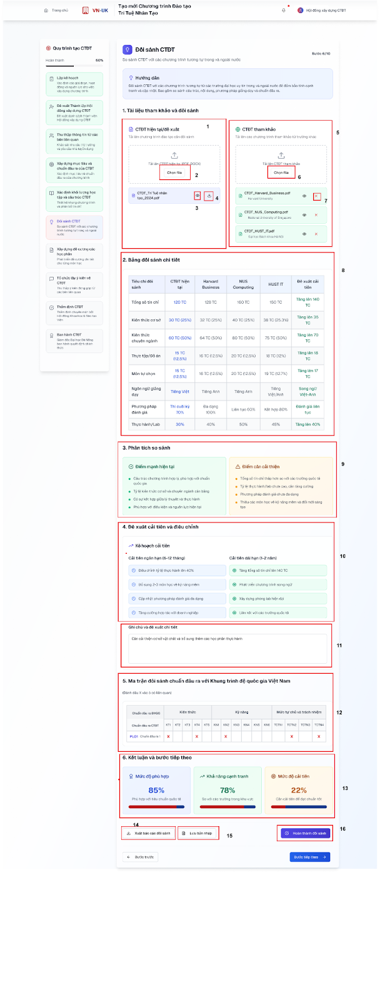 Trang chủ
VN-UK
Tạo mới Chương trình Đào tạo
Trí Tuệ Nhân Tạo
Hội đồng xây dựng CTĐT
Quy trình tạo CTĐT
Hoàn thành 60%
Lập kế hoạch
Xác định các giai đoạn, hoạt
động và nguồn lực cho việc
xây dựng chương trình
Đề xuất Thành lập Hội
đồng xây dựng CTĐT
Đề xuất danh sách thành viên
Hội đồng xây dựng CTĐT
Thu thập thông tin từ các
bên liên quan
Khảo sát nhu cầu thị trường
và yêu cầu nhà tuyển dụng
Xây dựng mục tiêu và
chuẩn đầu ra của CTĐT
Xác định mục tiêu và chuẩn
đầu ra của chương trình
Xác định khối lượng học
tập và cấu trúc CTĐT
Thiết kế khung chương trình
và phân bổ tín chỉ
Đối sánh CTĐT
So sánh CTĐT với các chương
trình tương tự trong và ngoài
nước
Xây dựng đề cương các
học phần
Phát triển đề cương chi tiết
cho từng môn học
Tổ chức lấy ý kiến về
CTĐT
Thu thập ý kiến đóng góp từ
các bên liên quan
Thẩm định CTĐT
Thẩm định chuyên môn bởi
Hội đồng Khoa học & Đào tạo
Viện
Ban hành CTĐT
Giám đốc Đại học Đà Nẵng
ban hành quyết định chính
thức
Đối sánh CTĐT
Bước 6/10
So sánh CTĐT với các chương trình tương tự trong và ngoài nước
Hướng dẫn
Đối sánh CTĐT với các chương trình tương tự từ các trường đại học uy tín trong và ngoài nước để đảm bảo tính cạnh
tranh và cập nhật. Bao gồm so sánh cấu trúc, nội dung, phương pháp giảng dạy và chuẩn đầu ra.
1. Tài liệu tham khảo và đối sánh
CTĐT hiện tại/đề xuất
1
Tải lên chương trình đào tạo cần đối sánh
Tải lên CTĐT hiện tại (PDF, DOCX)
Chọn file
2
CTĐT_Trí Tuệ nhân
tạo_2024.pdf
3
4
CTĐT tham khảo
5
Tải lên các chương trình tham khảo từ trường khác
Tải lên CTĐT tham khảo
Chọn file
6
CTDT_Harvard_Business.pdf
Harvard University
7
CTDT_NUS_Computing.pdf
National University of Singapore
CTDT_HUST_IT.pdf
Đại học Bách khoa Hà Nội
2. Bảng đối sánh chi tiết
8
Tiêu chí đối sánh CTĐT hiện tại Harvard Business NUS Computing HUST IT Đề xuất cải tiến
Tổng số tín chỉ 120 TC 128 TC 160 TC 150 TC Tăng lên 140 TC
Kiến thức cơ sở 30 TC (25%) 32 TC (25%) 40 TC (25%) 38 TC (25.3%) Tăng lên 35 TC
Kiến thức chuyên ngành 60 TC (50%) 64 TC (50%) 80 TC (50%) 75 TC (50%) Tăng lên 70 TC
Thực tập/Đồ án 15 TC (12.5%) 16 TC (12.5%) 20 TC (12.5%) 18 TC (12%) Tăng lên 18 TC
Môn tự chọn 15 TC (12.5%) 16 TC (12.5%) 20 TC (12.5%) 19 TC (12.7%) Tăng lên 17 TC
Ngôn ngữ giảng dạy Tiếng Việt Tiếng Anh Tiếng Anh Tiếng Việt/Anh Song ngữ Việt-Anh
Phương pháp đánh giá Thi cuối kỳ 70% Đa dạng 100% Liên tục 60% Kết hợp 80% Đánh giá liên tục
Thực hành/Lab 30% 40% 50% 45% Tăng lên 40%
3. Phân tích so sánh
Điểm mạnh hiện tại
Cấu trúc chương trình hợp lý, phù hợp với chuẩn
quốc gia
Tỷ lệ kiến thức cơ sở và chuyên ngành cân bằng
Có sự kết hợp giữa lý thuyết và thực hành
Phù hợp với điều kiện và nguồn lực hiện tại
Điểm cần cải thiện
9
Tổng số tín chỉ thấp hơn so với các trường quốc tế
Tỷ lệ thực hành/lab chưa cao, cần tăng cường
Phương pháp đánh giá chưa đa dạng
Thiếu các môn học về kỹ năng mềm và đổi mới sáng
tạo
4. Đề xuất cải tiến và điều chỉnh
Kế hoạch cải tiến
10
Cải tiến ngắn hạn (6-12 tháng)
Điều chỉnh tỷ lệ thực hành lên 40%
Bổ sung 2-3 môn học về kỹ năng mềm
Cập nhật phương pháp đánh giá đa dạng
Tăng cường hợp tác với doanh nghiệp
Cải tiến dài hạn (1-2 năm)
Tăng tổng số tín chỉ lên 140 TC
Phát triển chương trình song ngữ
Xây dựng phòng lab hiện đại
Liên kết với các trường quốc tế
Ghi chú và đề xuất chi tiết
Cần cải thiện cơ sở vật chất và bổ sung thêm các học phần thực hành
11
5. Ma trận đối sánh chuẩn đầu ra với Khung trình độ quốc gia Việt Nam
(Đánh dấu X vào ô có liên quan)
Chuẩn đầu ra ĐHQG Kiến thức Kỹ năng Mức tự chủ và trách nhiệm
12
Chuẩn đầu ra CTĐT KT1 KT2 KT3 KT4 KT5 KN1 KN2 KN3 KN4 KN5 KN6 TCTN1 TCTN2 TCTN3 TCTN4
PLO1 Chuẩn đầu ra 1 X X X X X
6. Kết luận và bước tiếp theo
Mức độ phù hợp
85%
Phù hợp với tiêu chuẩn quốc tế
Khả năng cạnh tranh
78%
So với các trường trong khu vực
Mức độ cải tiến
22%
Cần cải tiến để đạt chuẩn tốt
13
14
Xuất báo cáo đối sánh
Lưu bản nháp
15
Hoàn thành đối sánh
16
Bước trước
Bước tiếp theo